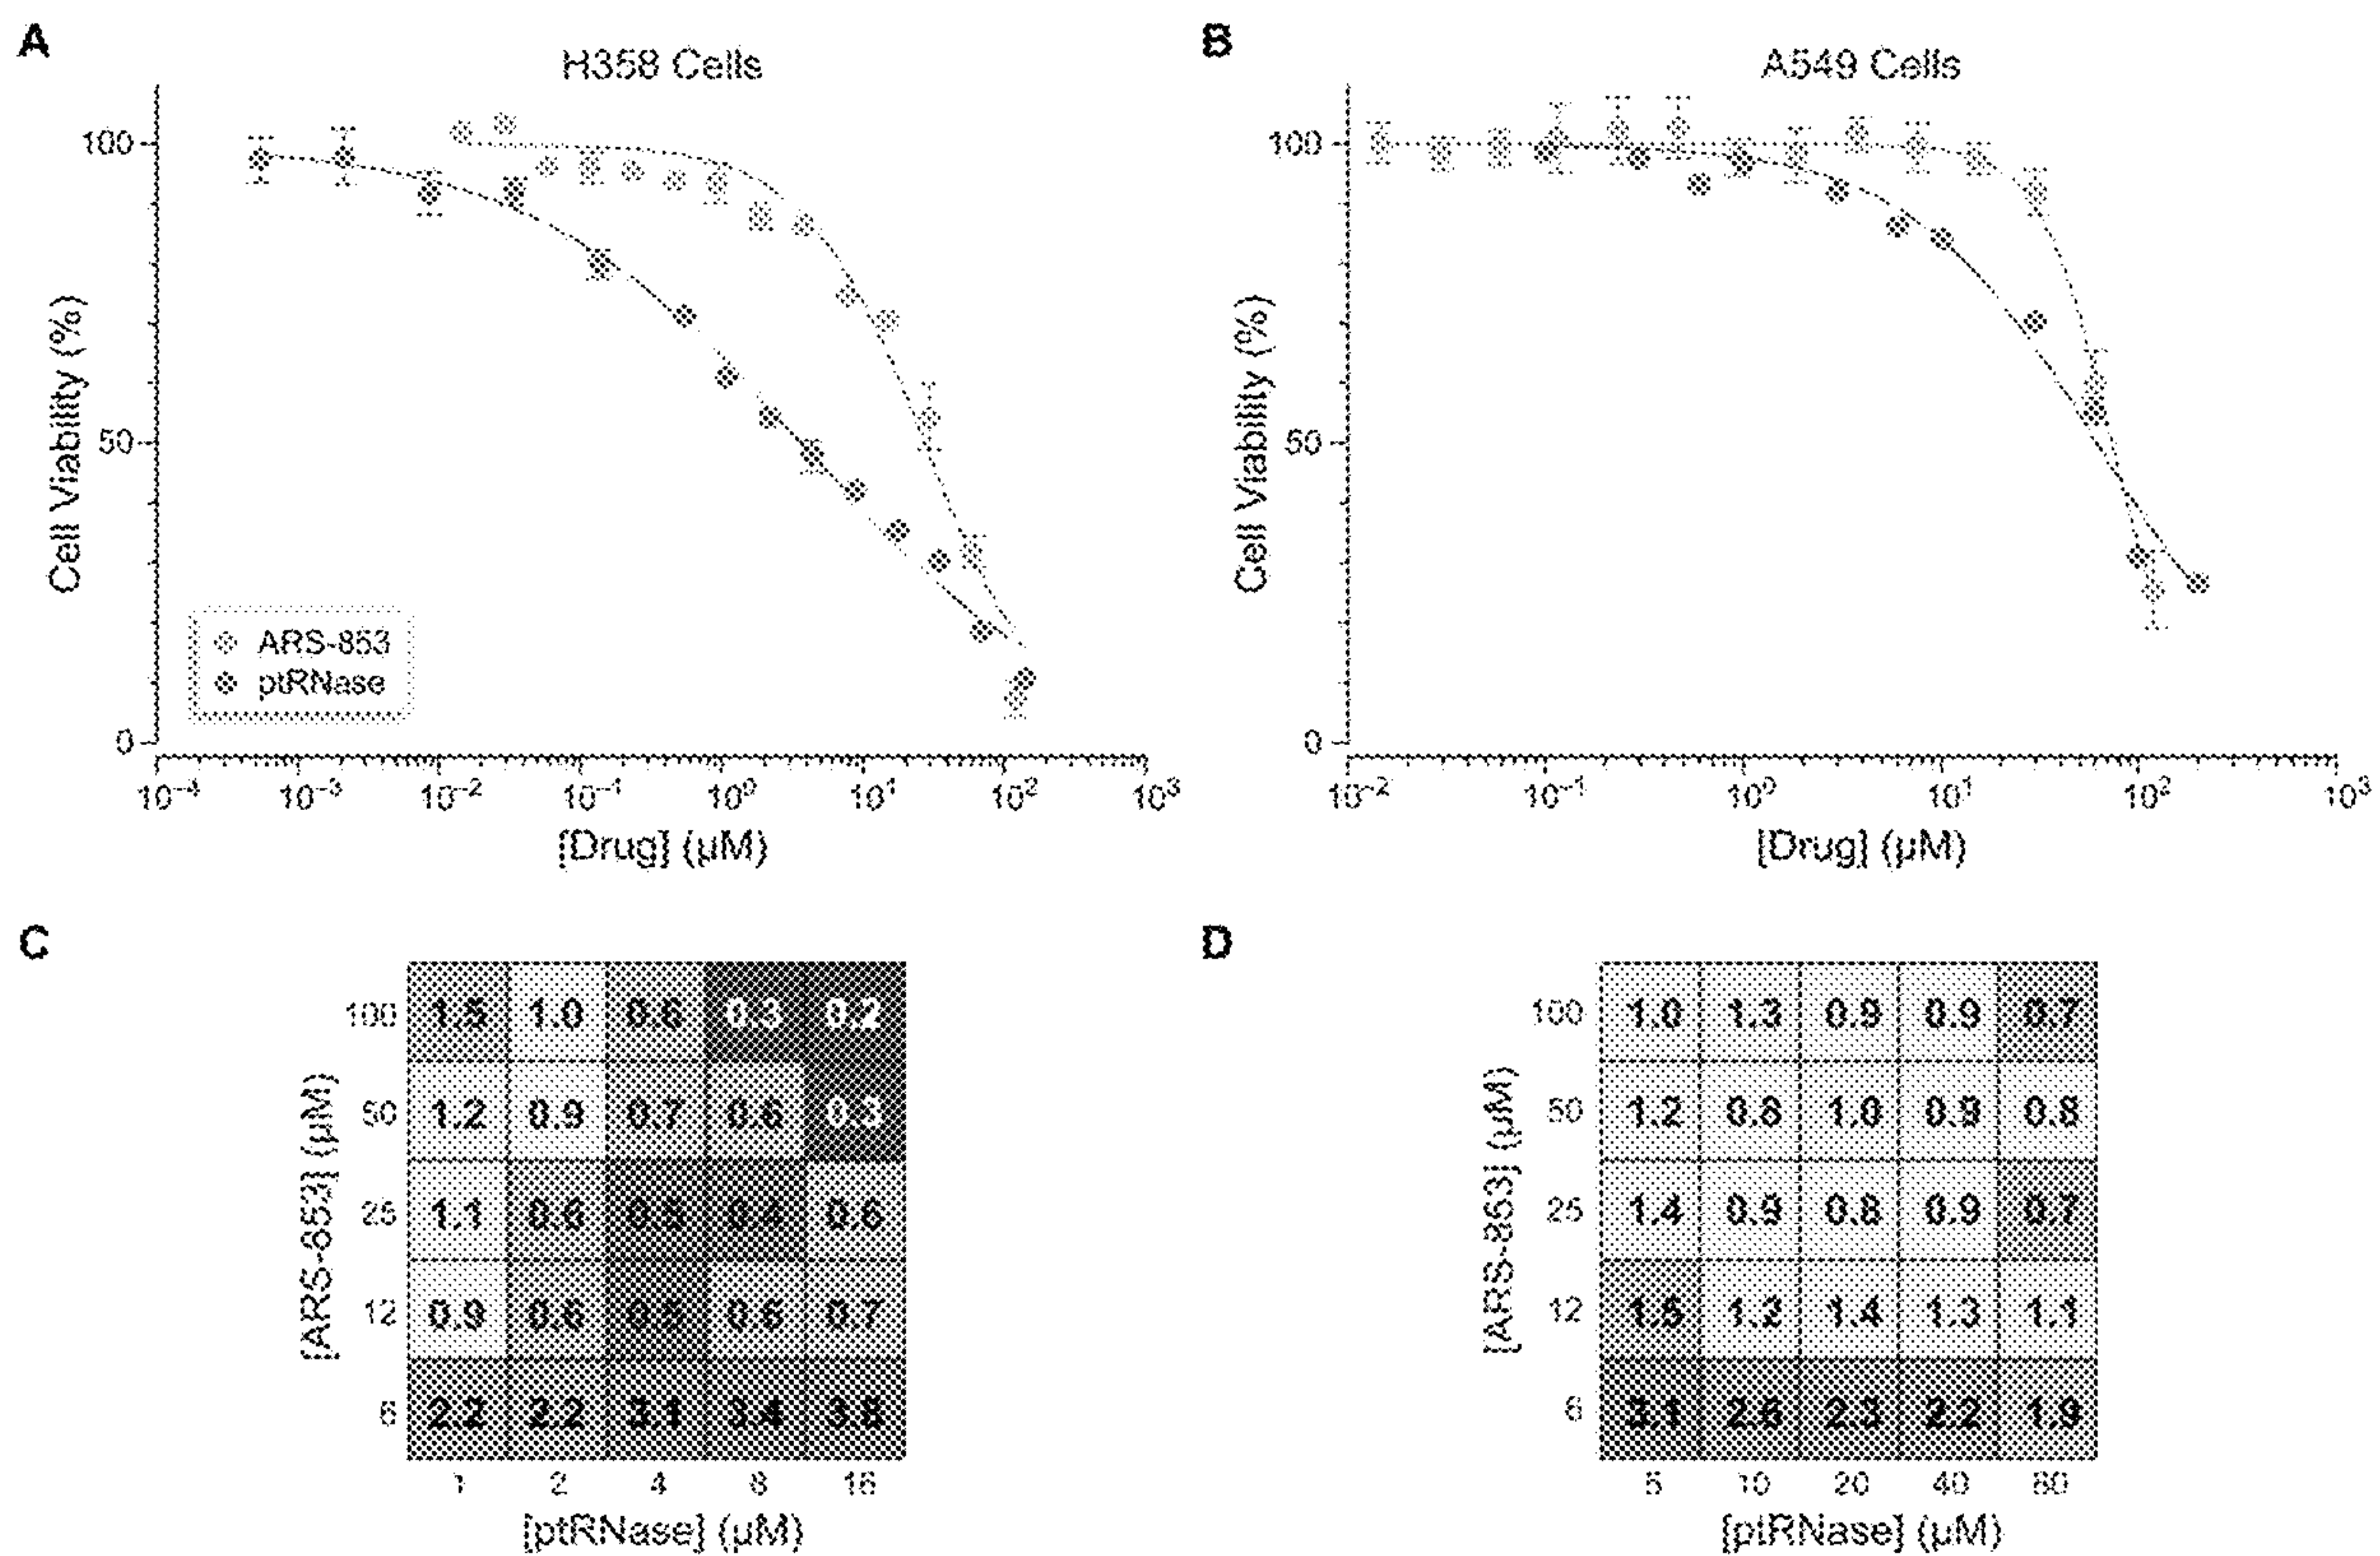 A
H358 Cells
Cell Viability (%)
100
50
0
ARS-853
ptRNase
10⁻⁴ 10⁻³ 10⁻² 10⁻¹ 10⁰ 10¹ 10² 10³
[Drug] (µM)
B
A549 Cells
Cell Viability (%)
100
50
0
10⁻² 10⁻¹ 10⁰ 10¹ 10² 10³
[Drug] (µM)
C
[ARS-853] (µM)
100 1.5 1.0 0.6 0.3 0.2
50 1.2 0.9 0.7 0.6 0.3
25 1.1 0.6 0.5 0.4 0.6
12 0.9 0.6 0.5 0.6 0.7
6 2.2 2.2 3.1 3.4 3.8
1 2 4 8 16
[ptRNase] (µM)
D
[ARS-853] (µM)
100 1.0 1.3 0.9 0.9 0.7
50 1.2 0.8 1.0 0.9 0.8
25 1.4 0.9 0.8 0.9 0.7
12 1.5 1.2 1.4 1.3 1.1
6 3.1 2.6 2.3 2.2 1.9
5 10 20 40 80
[ptRNase] (µM)